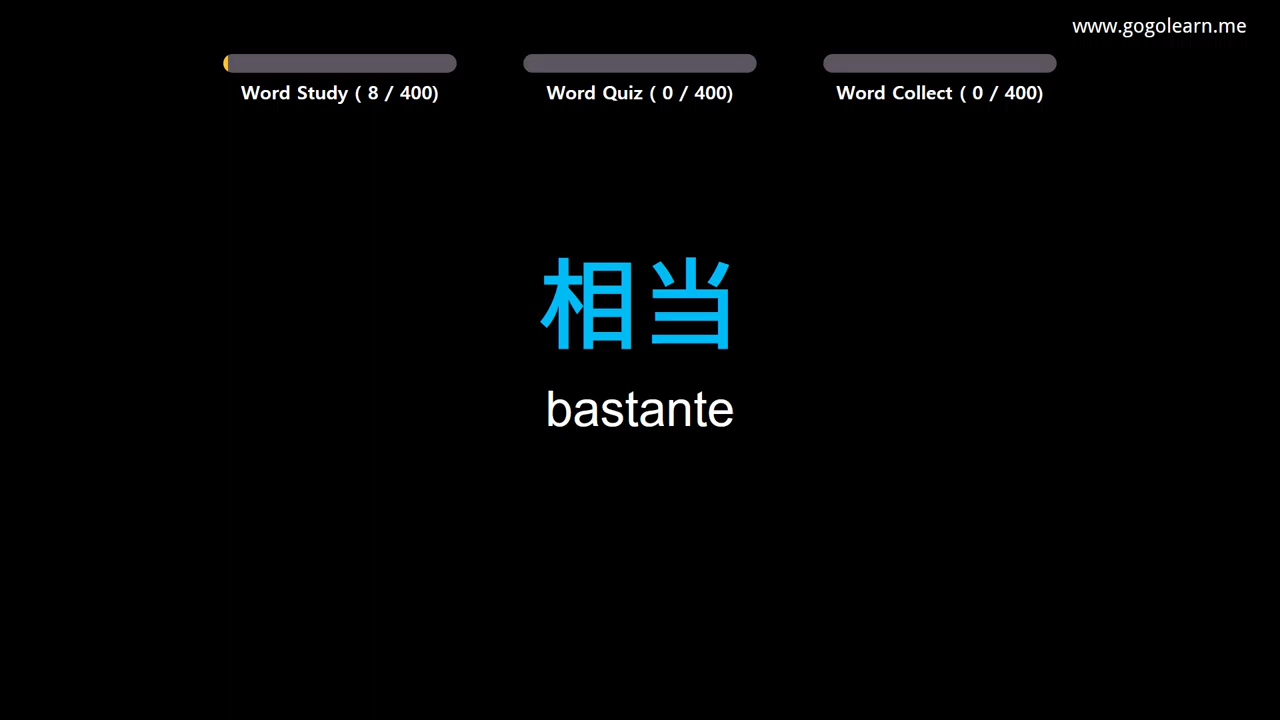 www.gogolearn.me
Word Study ( 8 / 400)
Word Quiz ( 0 / 400)
Word Collect ( 0 / 400)
相当
bastante